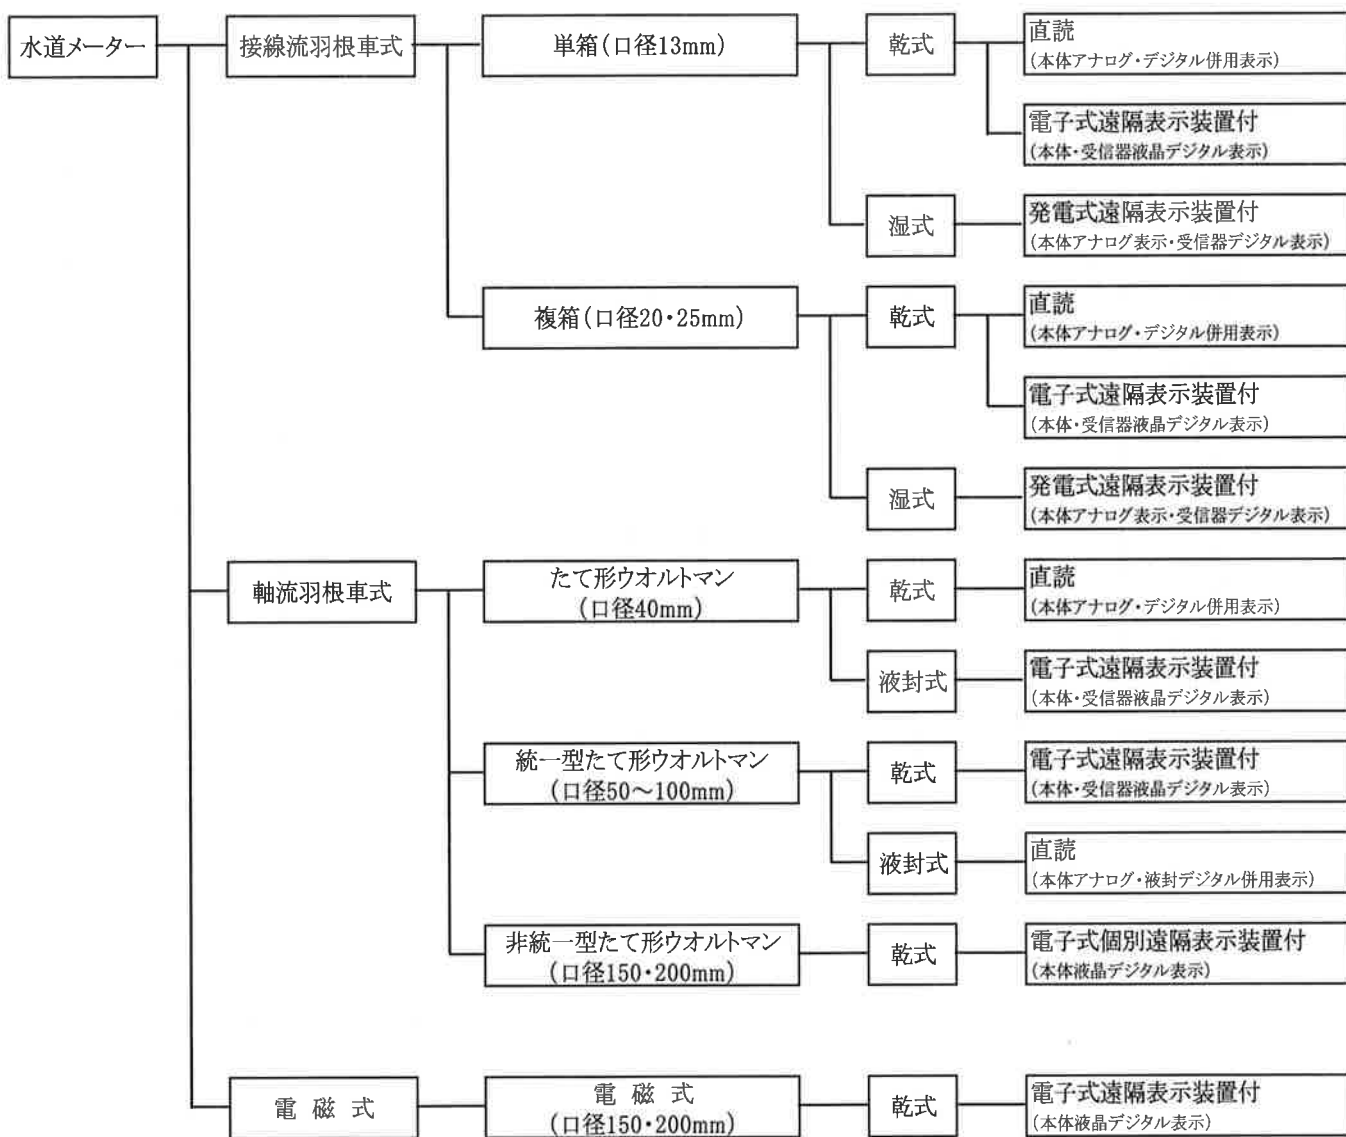 水道メーター
接線流羽根車式
単箱(口径13mm)
乾式
直読
(本体アナログ・デジタル併用表示)
電子式遠隔表示装置付
(本体・受信器液晶デジタル表示)
湿式
発電式遠隔表示装置付
(本体アナログ表示・受信器デジタル表示)
複箱(口径20・25mm)
乾式
直読
(本体アナログ・デジタル併用表示)
電子式遠隔表示装置付
(本体・受信器液晶デジタル表示)
湿式
発電式遠隔表示装置付
(本体アナログ表示・受信器デジタル表示)
軸流羽根車式
たて形ウオルトマン
(口径40mm)
乾式
直読
(本体アナログ・デジタル併用表示)
液封式
電子式遠隔表示装置付
(本体・受信器液晶デジタル表示)
統一型たて形ウオルトマン
(口径50～100mm)
乾式
電子式遠隔表示装置付
(本体・受信器液晶デジタル表示)
液封式
直読
(本体アナログ・液封デジタル併用表示)
非統一型たて形ウオルトマン
(口径150・200mm)
乾式
電子式個別遠隔表示装置付
(本体液晶デジタル表示)
電 磁 式
電 磁 式
(口径150・200mm)
乾式
電子式遠隔表示装置付
(本体液晶デジタル表示)